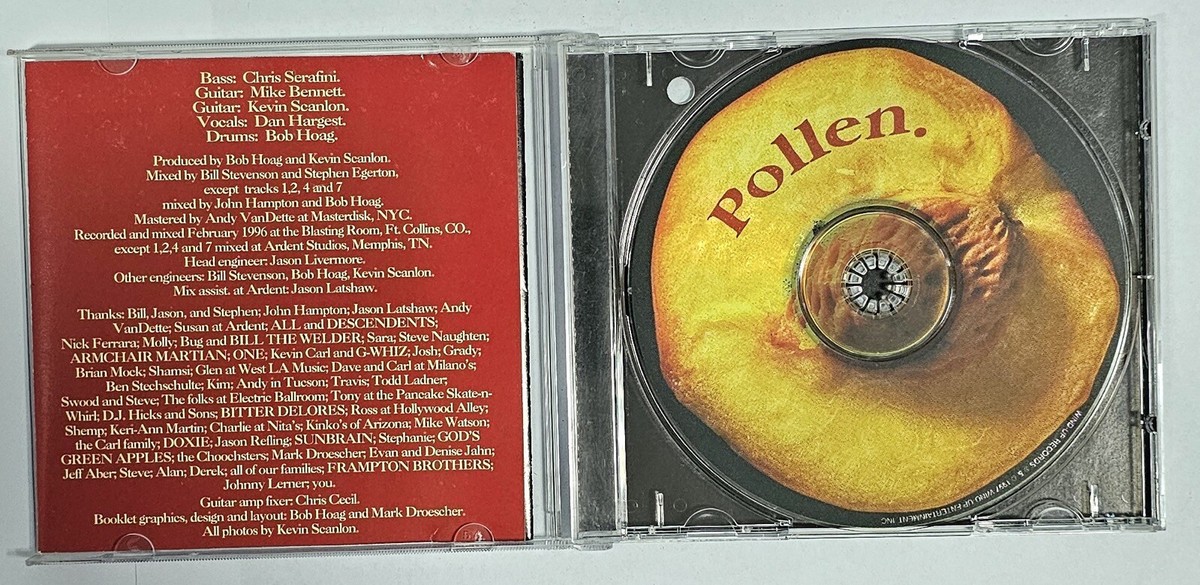 Bass: Chris Serafini.
Guitar: Mike Bennett.
Guitar: Kevin Scanlon.
Vocals: Dan Hargest.
Drums: Bob Hoag.
Produced by Bob Hoag and Kevin Scanlon.
Mixed by Bill Stevenson and Stephen Egerton,
except tracks 1,2, 4 and 7
mixed by John Hampton and Bob Hoag.
Mastered by Andy VanDette at Masterdisk, NYC.
Recorded and mixed February 1996 at the Blasting Room, Ft. Collins, CO.,
except 1,2,4 and 7 mixed at Ardent Studios, Memphis, TN.
Head engineer: Jason Livermore.
Other engineers: Bill Stevenson, Bob Hoag, Kevin Scanlon.
Mix assist. at Ardent: Jason Latshaw.
Thanks: Bill, Jason, and Stephen; John Hampton; Jason Latshaw; Andy
VanDette; Susan at Ardent; ALL and DESCENDENTS;
Nick Ferrara; Molly; Bug and BILL THE WELDER; Sara; Steve Naughten;
ARMCHAIR MARTIAN; ONE; Kevin Carl and G-WHIZ; Josh; Grady;
Brian Mock; Shamsi; Glen at West LA Music; Dave and Carl at Milano's;
Ben Stechschulte; Kim; Andy in Tucson; Travis; Todd Ladner;
Swood and Steve; The folks at Electric Ballroom; Tony at the Pancake Skate-n-
Whirl; D.J. Hicks and Sons; BITTER DELORES; Ross at Hollywood Alley;
Shemp; Keri-Ann Martin; Charlie at Nita's; Kinko's of Arizona; Mike Watson;
the Carl family; DOXIE; Jason Refling; SUNBRAIN; Stephanie; GOD'S
GREEN APPLES; the Choochsters; Mark Droescher; Evan and Denise Jahn;
Jeff Aber; Steve; Alan; Derek; all of our families; FRAMPTON BROTHERS;
Johnny Lerner; you.
Guitar amp fixer: Chris Cecil.
Booklet graphics, design and layout: Bob Hoag and Mark Droescher.
All photos by Kevin Scanlon.
Pollen.
WIND-UP RECORDS ℗ & © 1997 WIND UP ENTERTAINMENT INC